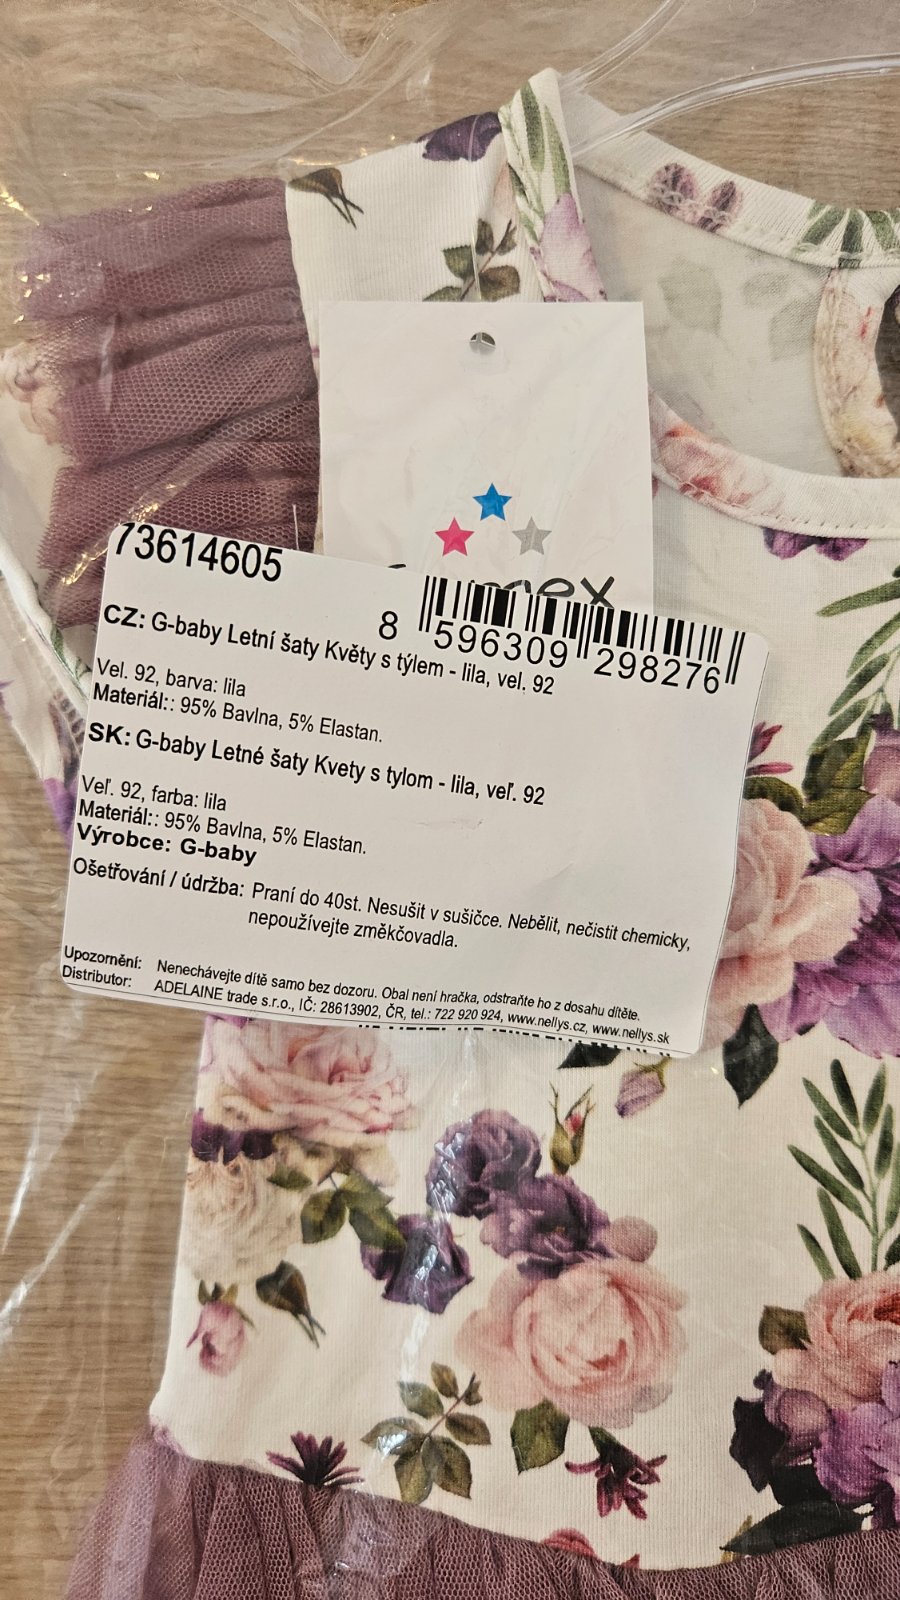 73614605
8 596309 298276
CZ: G-baby Letní šaty Květy s týlem - lila, vel. 92
Vel. 92, barva: lila
Materiál:: 95% Bavlna, 5% Elastan.
SK: G-baby Letné šaty Kvety s tylom - lila, veľ. 92
Veľ. 92, farba: lila
Materiál:: 95% Bavlna, 5% Elastan.
Výrobce: G-baby
Ošetřování / údržba: Praní do 40st. Nesušit v sušičce. Nebělit, nečistit chemicky,
nepoužívejte změkčovadla.
Upozornění: Nenechávejte dítě samo bez dozoru. Obal není hračka, odstraňte ho z dosahu dítěte.
Distributor: ADELAINE trade s.r.o., IČ: 28613902, ČR, tel.: 722 920 924, www.nellys.cz, www.nellys.sk